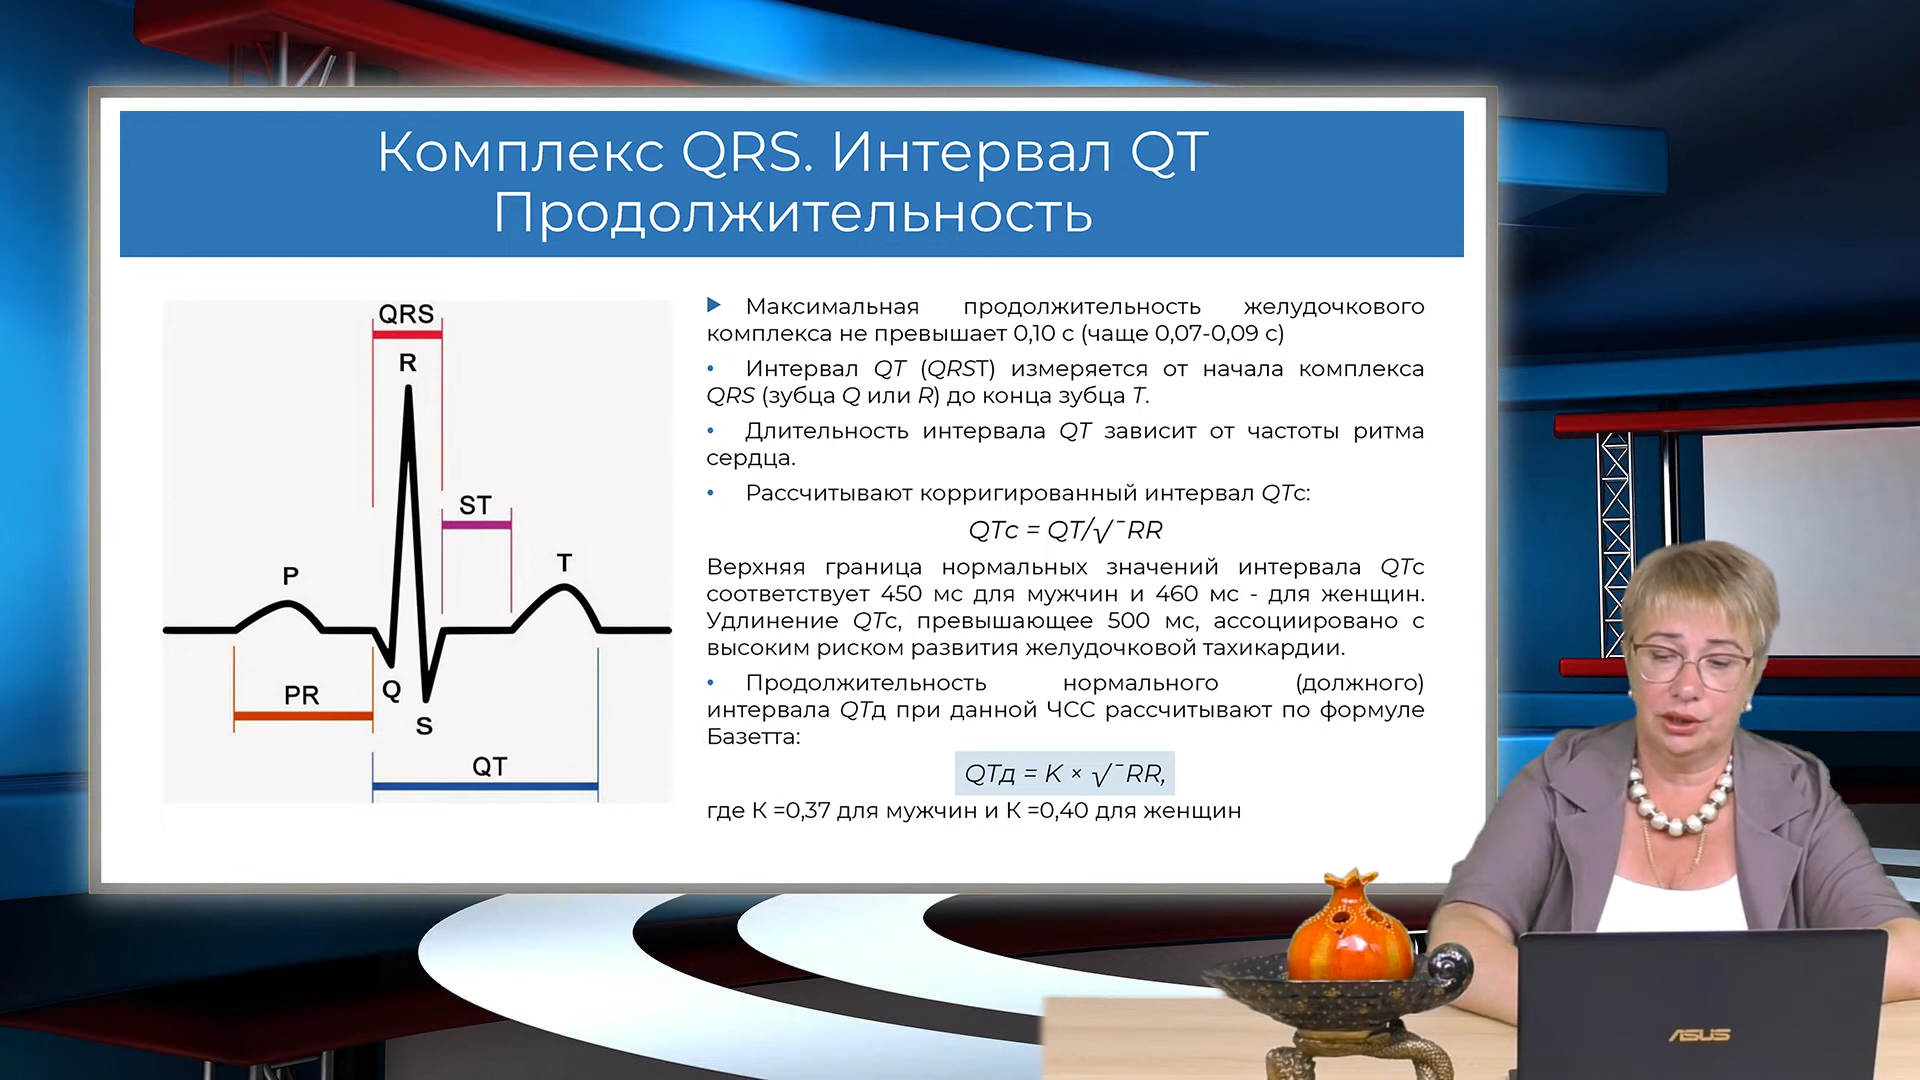 Комплекс QRS. Интервал QT
Продолжительность
QRS
R
ST
P
T
PR
Q
S
QT
▶ Максимальная продолжительность желудочкового
комплекса не превышает 0,10 с (чаще 0,07-0,09 с)
• Интервал QT (QRST) измеряется от начала комплекса
QRS (зубца Q или R) до конца зубца T.
• Длительность интервала QT зависит от частоты ритма
сердца.
• Рассчитывают корригированный интервал QTc:
QTc = QT/√¯RR
Верхняя граница нормальных значений интервала QTc
соответствует 450 мс для мужчин и 460 мс - для женщин.
Удлинение QTc, превышающее 500 мс, ассоциировано с
высоким риском развития желудочковой тахикардии.
• Продолжительность нормального (должного)
интервала QTд при данной ЧСС рассчитывают по формуле
Базетта:
QTд = K × √¯RR,
где К =0,37 для мужчин и К =0,40 для женщин
ASUS